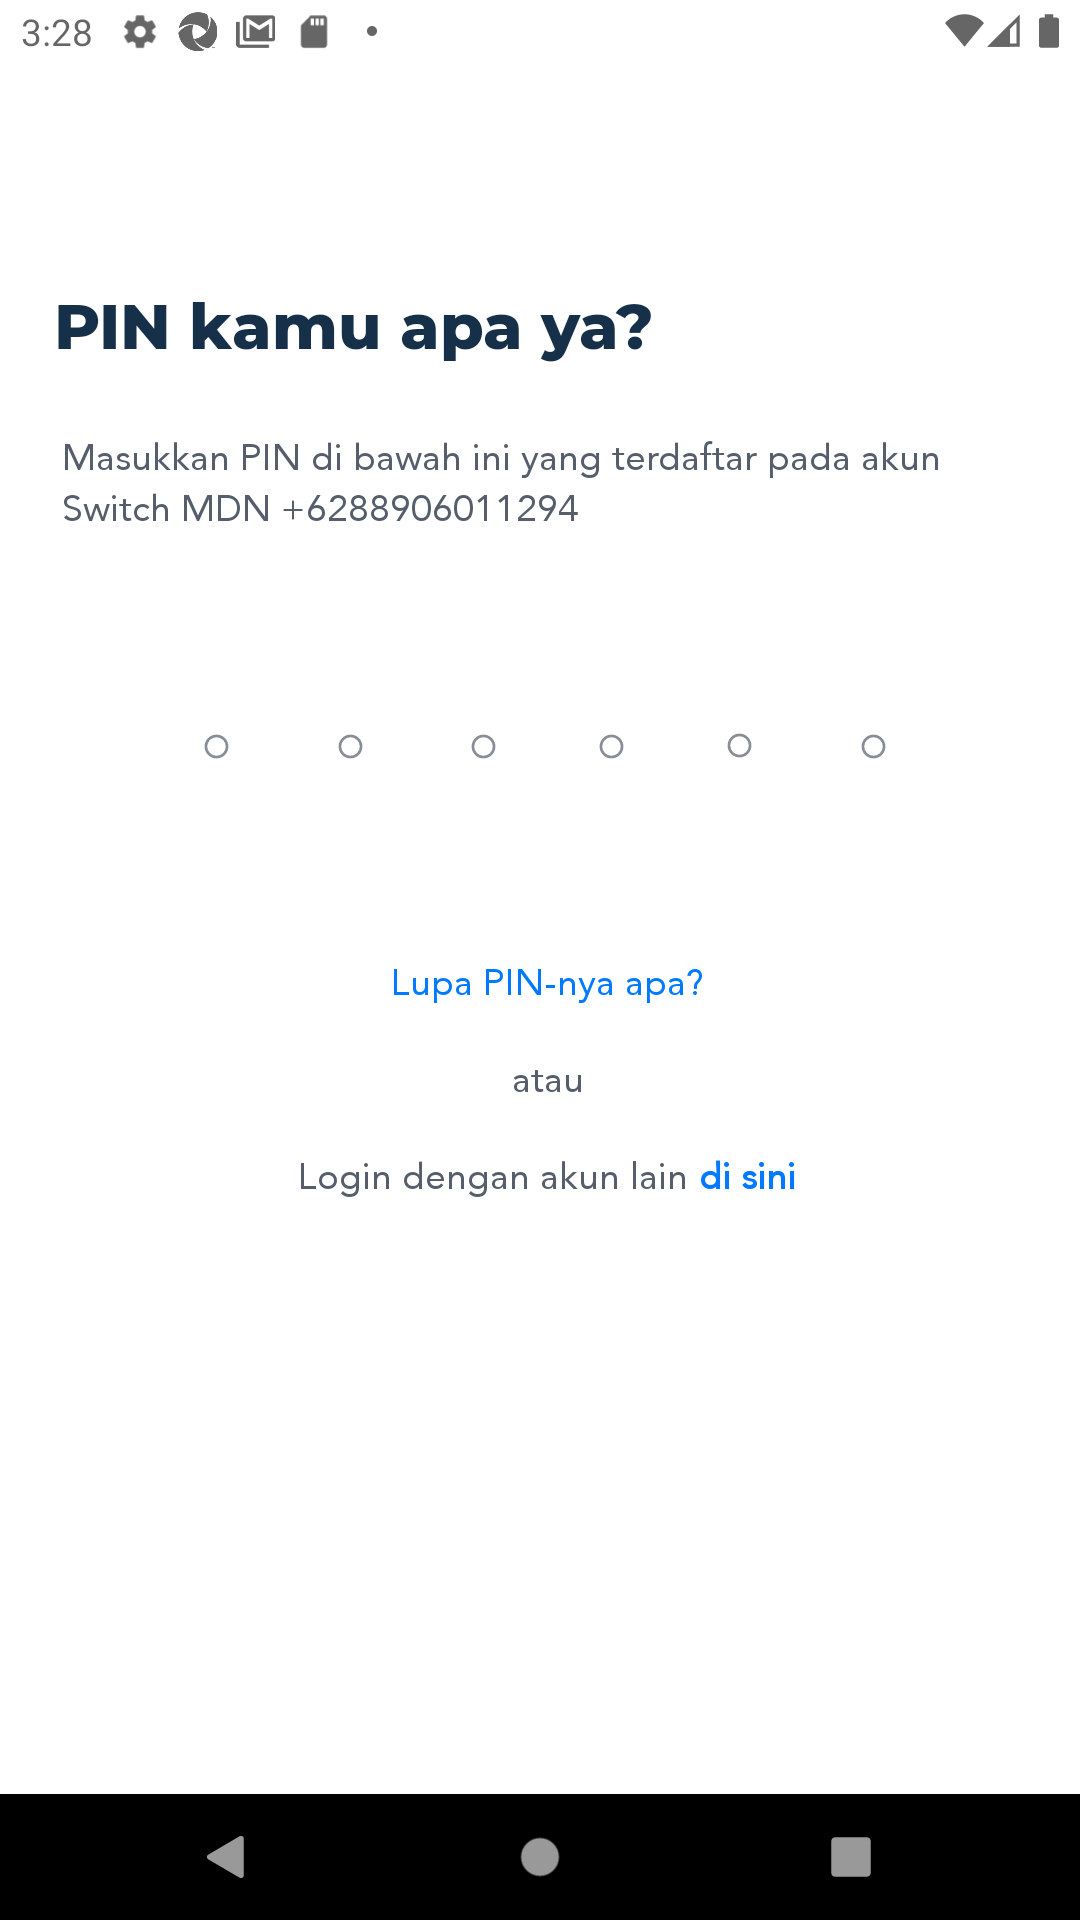 3:28
PIN kamu apa ya?
Masukkan PIN di bawah ini yang terdaftar pada akun
Switch MDN +6288906011294
Lupa PIN-nya apa?
atau
Login dengan akun lain di sini